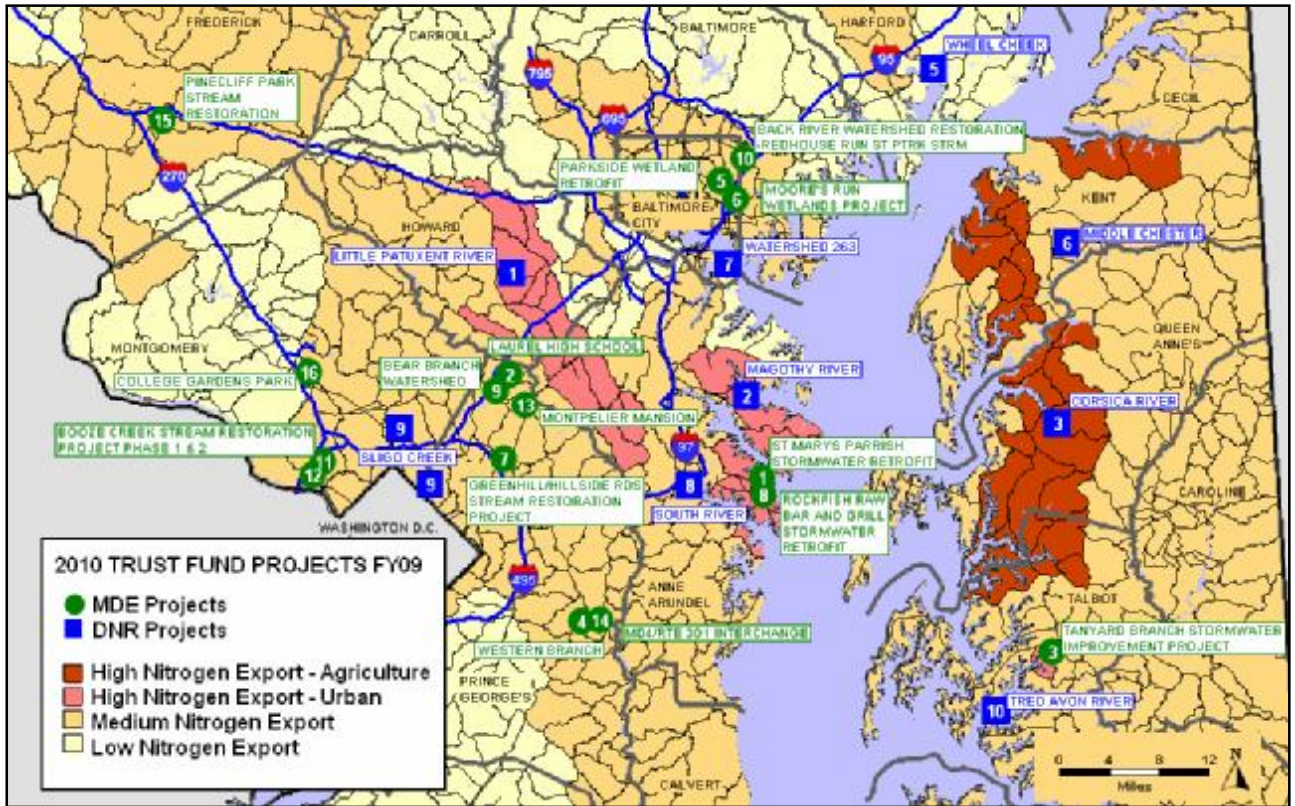 FREDERICK
CARROLL
BALTIMORE
HARFORD
795
95
WHEEL CREEK
5
CECIL
PINECLIFF PARK
STREAM
RESTORATION
15
695
BACK RIVER WATERSHED RESTORATION
REDHOUSE RUN ST PTRK STRM
10
PARKSIDE WETLAND
RETROIFIT
5
6
MOORE'S RUN
WETLANDS PROJECT
270
BALTIMORE
CITY
KENT
HOWARD
LITTLE PATUXENT RIVER
1
WATERSHED 263
7
6
MIDDLE CHESTER
QUEEN
ANNE'S
MONTGOMERY
LAUREL HIGH SCHOOL
COLLEGE GARDENS PARK
16
BEAR BRANCH
WATERSHED
2
9
13
MONTPELIER MANSION
MAGOTHY RIVER
2
CORSICA RIVER
3
BOOZE CREEK STREAM RESTORATION
PROJECT PHASE 1 & 2
11
12
9
SLIGO CREEK
9
7
GREENHILL/HILLSIDE RDS
STREAM RESTORATION
PROJECT
97
8
SOUTH RIVER
ST MARYS PARRISH
STORMWATER RETROFIT
1
8
ROCKFISH RAW
BAR AND GRILL
STORMWATER
RETROFIT
CAROLINE
WASHINGTON D.C.
495
ANNE
ARUNDEL
TALBOT
4
14
MD4/RTE 301 INTERCHANGE
WESTERN BRANCH
TANYARD BRANCH STORMWATER
IMPROVEMENT PROJECT
3
PRINCE
GEORGE'S
10
TRED AVON RIVER
CALVERT
2010 TRUST FUND PROJECTS FY09
MDE Projects
DNR Projects
High Nitrogen Export - Agriculture
High Nitrogen Export - Urban
Medium Nitrogen Export
Low Nitrogen Export
0 4 8 12
Miles
N